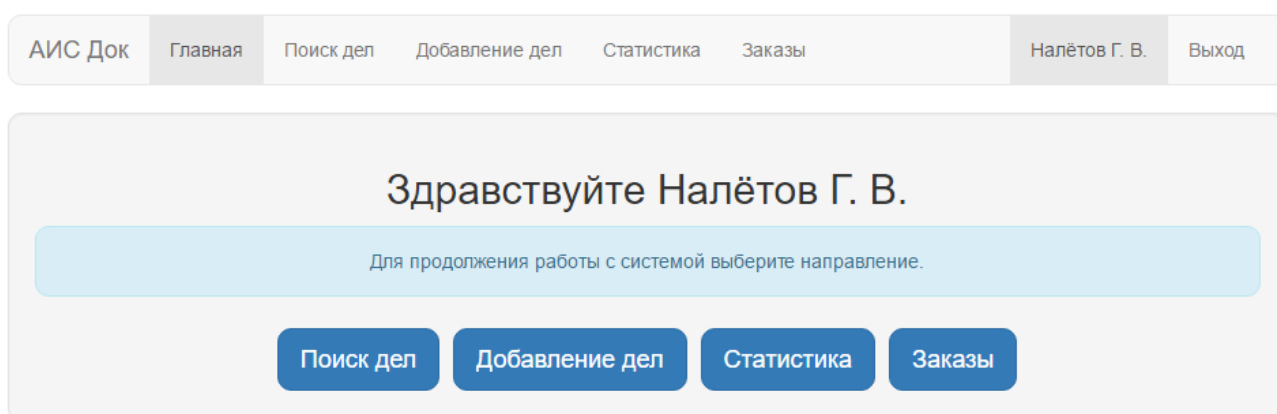 АИС Док Главная Поиск дел Добавление дел Статистика Заказы Налётов Г. В. Выход
Здравствуйте Налётов Г. В.
Для продолжения работы с системой выберите направление.
Поиск дел Добавление дел Статистика Заказы